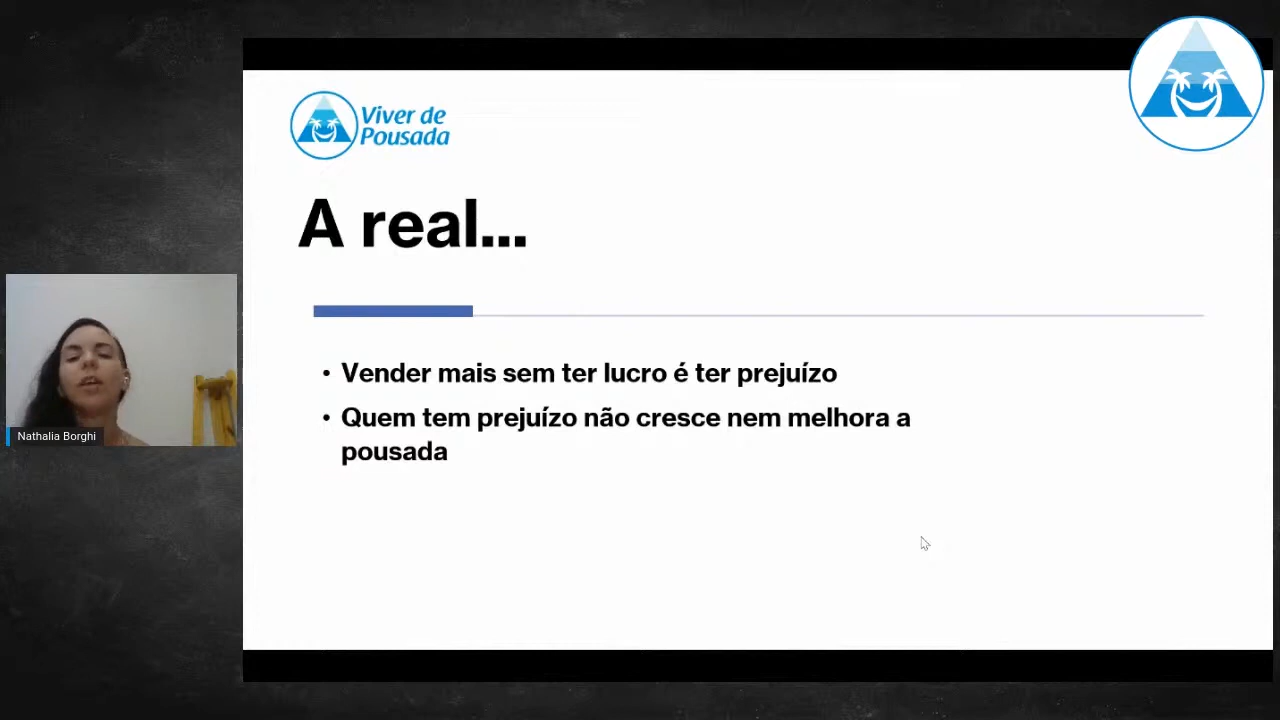 Viver de
Pousada
A real...
• Vender mais sem ter lucro é ter prejuízo
• Quem tem prejuízo não cresce nem melhora a
pousada
Nathalia Borghi